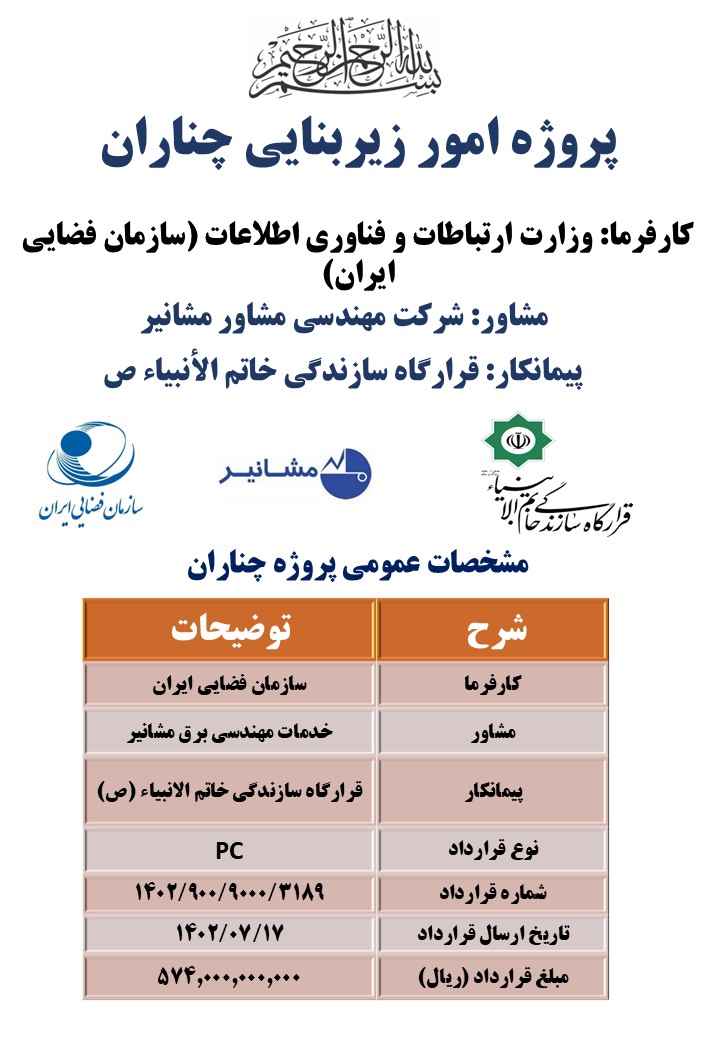 بسم الله الرحمن الرحیم
پروژه امور زیربنایی چناران
کارفرما: وزارت ارتباطات و فناوری اطلاعات (سازمان فضایی
ایران)
مشاور: شرکت مهندسی مشاور مشانیر
پیمانکار: قرارگاه سازندگی خاتم الأنبیاء ص
سازمان فضایی ایران
مشانیر
قرارگاه سازندگی خاتم الانبیاء
مشخصات عمومی پروژه چناران
شرح توضیحات
کارفرما سازمان فضایی ایران
مشاور خدمات مهندسی برق مشانیر
پیمانکار قرارگاه سازندگی خاتم الانبیاء (ص)
نوع قرارداد PC
شماره قرارداد ۱۴۰۲/۹۰۰/۹۰۰۰/۳۱۸۹
تاریخ ارسال قرارداد ۱۴۰۲/۰۷/۱۷
مبلغ قرارداد (ریال) ۵۷۴,۰۰۰,۰۰۰,۰۰۰